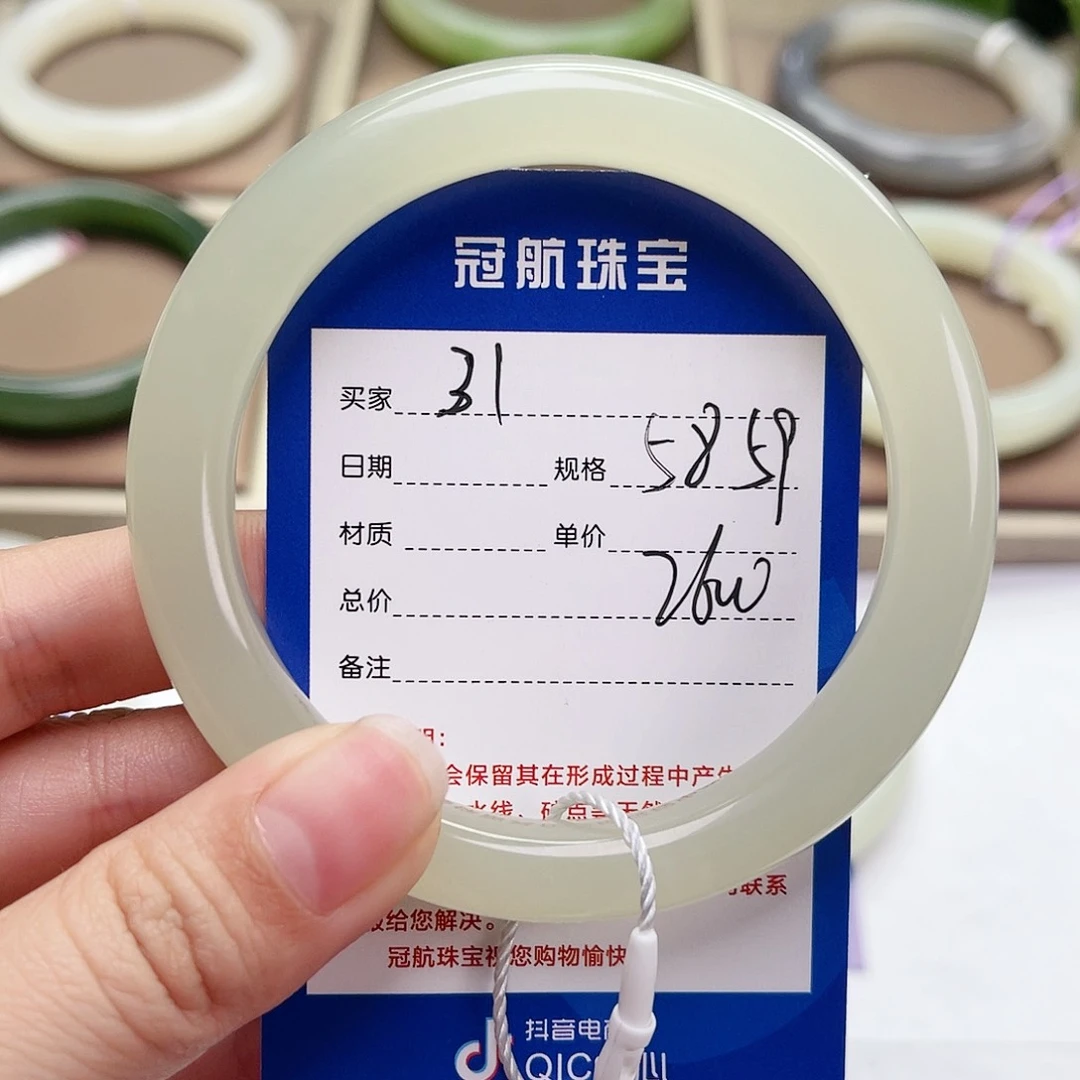 冠航珠宝
买家 31
日期 规格 58 59
材质 单价
总价 2600
备注
会保留其在形成过程中产
水线、
联系
给您解决。
冠航珠宝祝您购物愉快
抖音电商